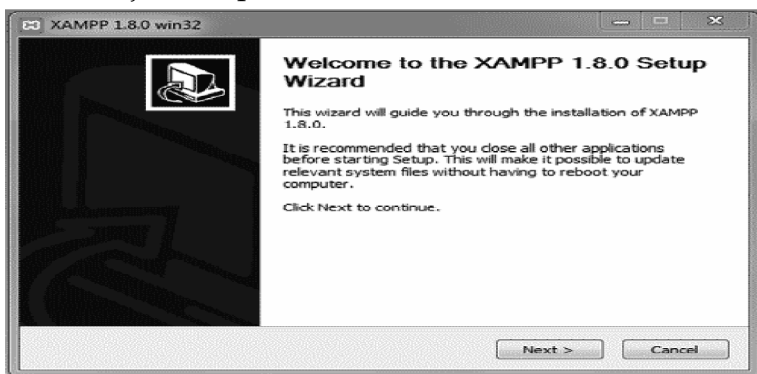 XAMPP 1.8.0 win32
Welcome to the XAMPP 1.8.0 Setup
Wizard
This wizard will guide you through the installation of XAMPP
1.8.0.
It is recommended that you close all other applications
before starting Setup. This will make it possible to update
relevant system files without having to reboot your
computer.
Click Next to continue.
Next >
Cancel